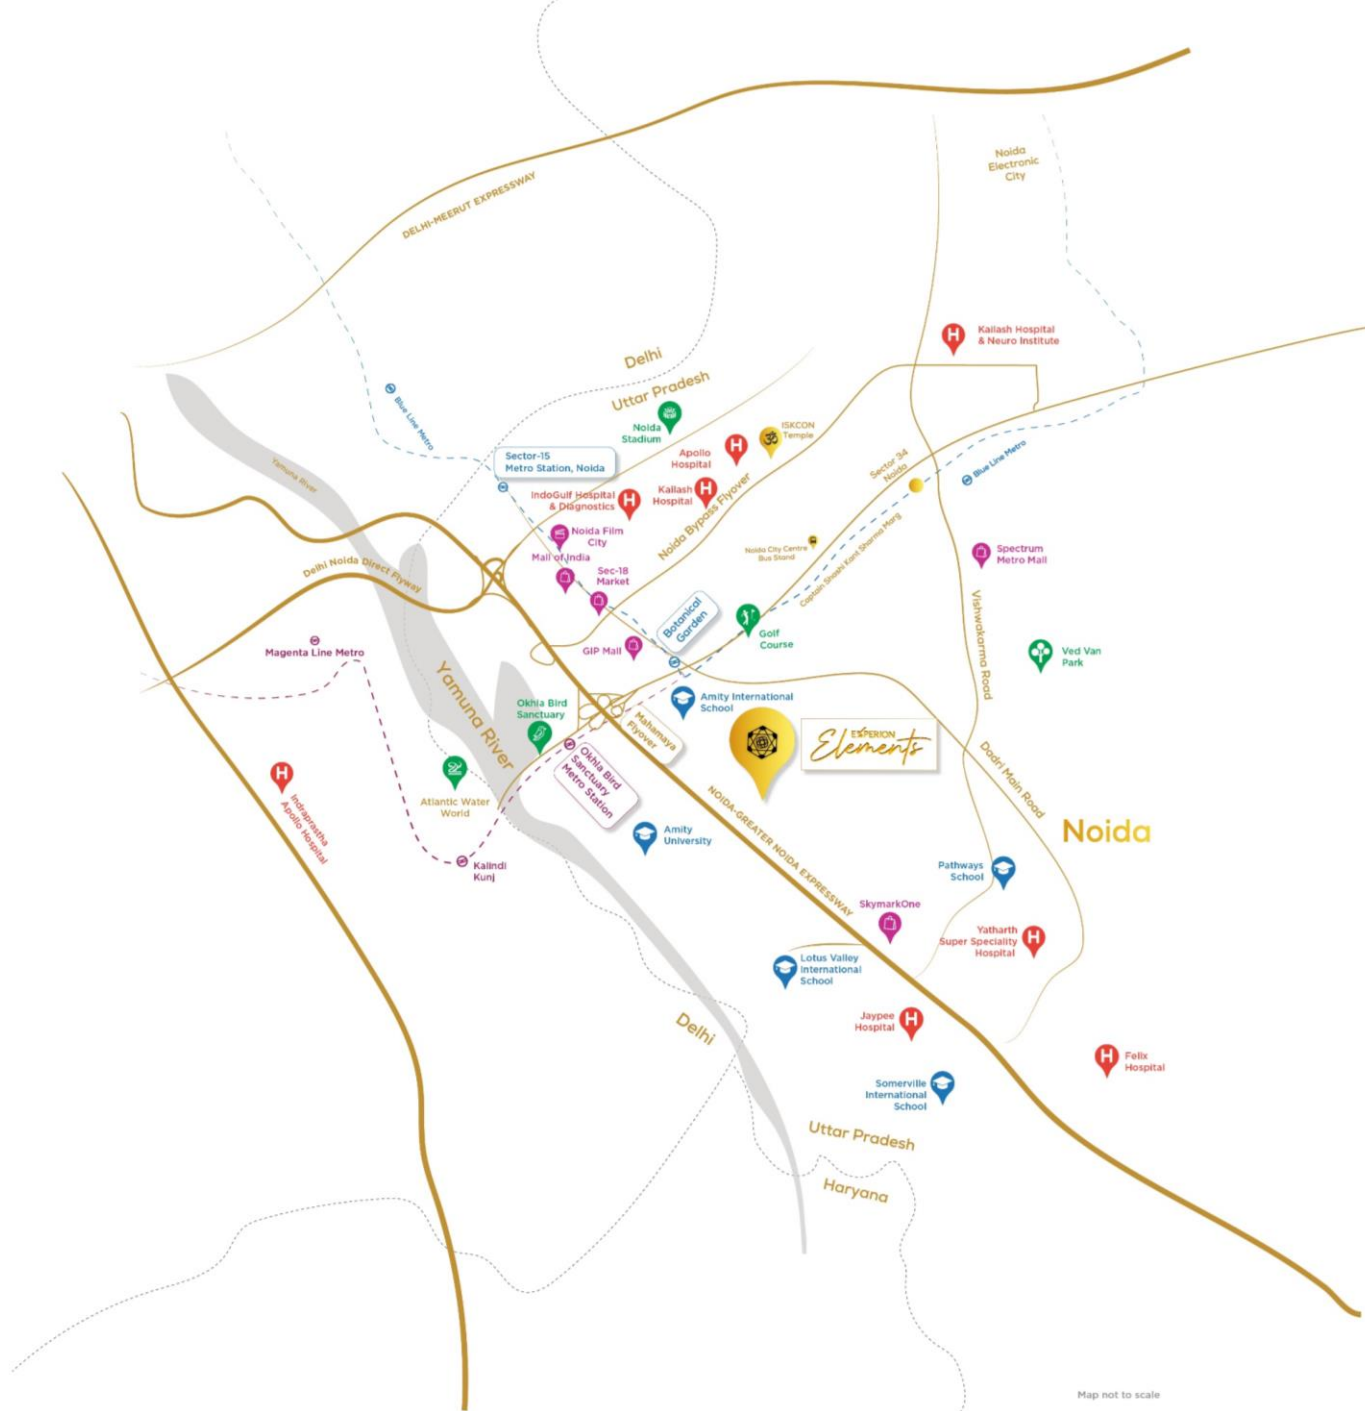 Noida
Electronic
City
DELHI-MEERUT EXPRESSWAY
Kailash Hospital
& Neuro Institute
Delhi
Uttar Pradesh
Blue Line Metro
Noida
Stadium
ISKCON
Temple
Apollo
Hospital
Sector-15
Metro Station, Noida
Sector 34
Noida
Blue Line Metro
Yamuna River
IndoGulf Hospital
& Diagnostics
Kailash
Hospital
Noida Bypass Flyover
Noida Film
City
Mall of India
Noida City Centre
Bus Stand
Captain Shashi Kant Sharma Marg
Spectrum
Metro Mall
Delhi Noida Direct Flyway
Sec-18
Market
Botanical
Garden
Golf
Course
Vishwakarma Road
Magenta Line Metro
GIP Mall
Ved Van
Park
Yamuna River
Okhla Bird
Sanctuary
Amity International
School
Mahamaya
Flyover
EXPERION
Elements
Okhla Bird
Sanctuary
Metro Station
Dadri Main Road
Indraprastha
Apollo Hospital
Atlantic Water
World
NOIDA-GREATER NOIDA EXPRESSWAY
Amity
University
Noida
Kalindi
Kunj
Pathways
School
SkymarkOne
Yatharth
Super Speciality
Hospital
Lotus Valley
International
School
Delhi
Jaypee
Hospital
Felix
Hospital
Somerville
International
School
Uttar Pradesh
Haryana
Map not to scale